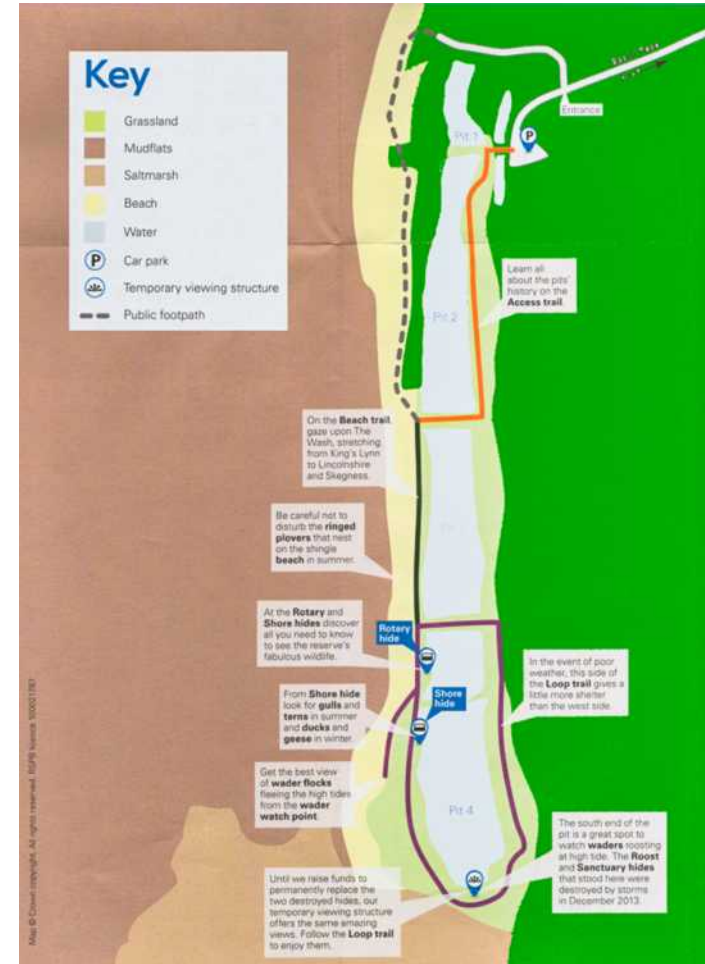 Key
Grassland
Mudflats
Saltmarsh
Beach
Water
P
Car park
Temporary viewing structure
Public footpath
Entrance
P
Pit 1
Learn all
about the pits'
history on the
Access trail.
Pit 2
On the Beach trail
gaze upon The
Wash, stretching
from King's Lynn
to Lincolnshire
and Skegness.
Be careful not to
disturb the ringed
plovers that nest
on the shingle
beach in summer.
At the Rotary and
Shore hides discover
all you need to know
to see the reserve's
fabulous wildlife.
Rotary
hide
In the event of poor
weather, this side of
the Loop trail gives a
little more shelter
than the west side.
From Shore hide
look for gulls and
terns in summer
and ducks and
geese in winter.
Shore
hide
Get the best view
of wader flocks
fleeing the high tides
from the wader
watch point.
Pit 4
The south end of the
pit is a great spot to
watch waders roosting
at high tide. The Roost
and Sanctuary hides
that stood here were
destroyed by storms
in December 2013.
Until we raise funds to
permanently replace the
two destroyed hides, our
temporary viewing structure
offers the same amazing
views. Follow the Loop trail
to enjoy them.
Map © Crown copyright. All rights reserved. RSPB licence